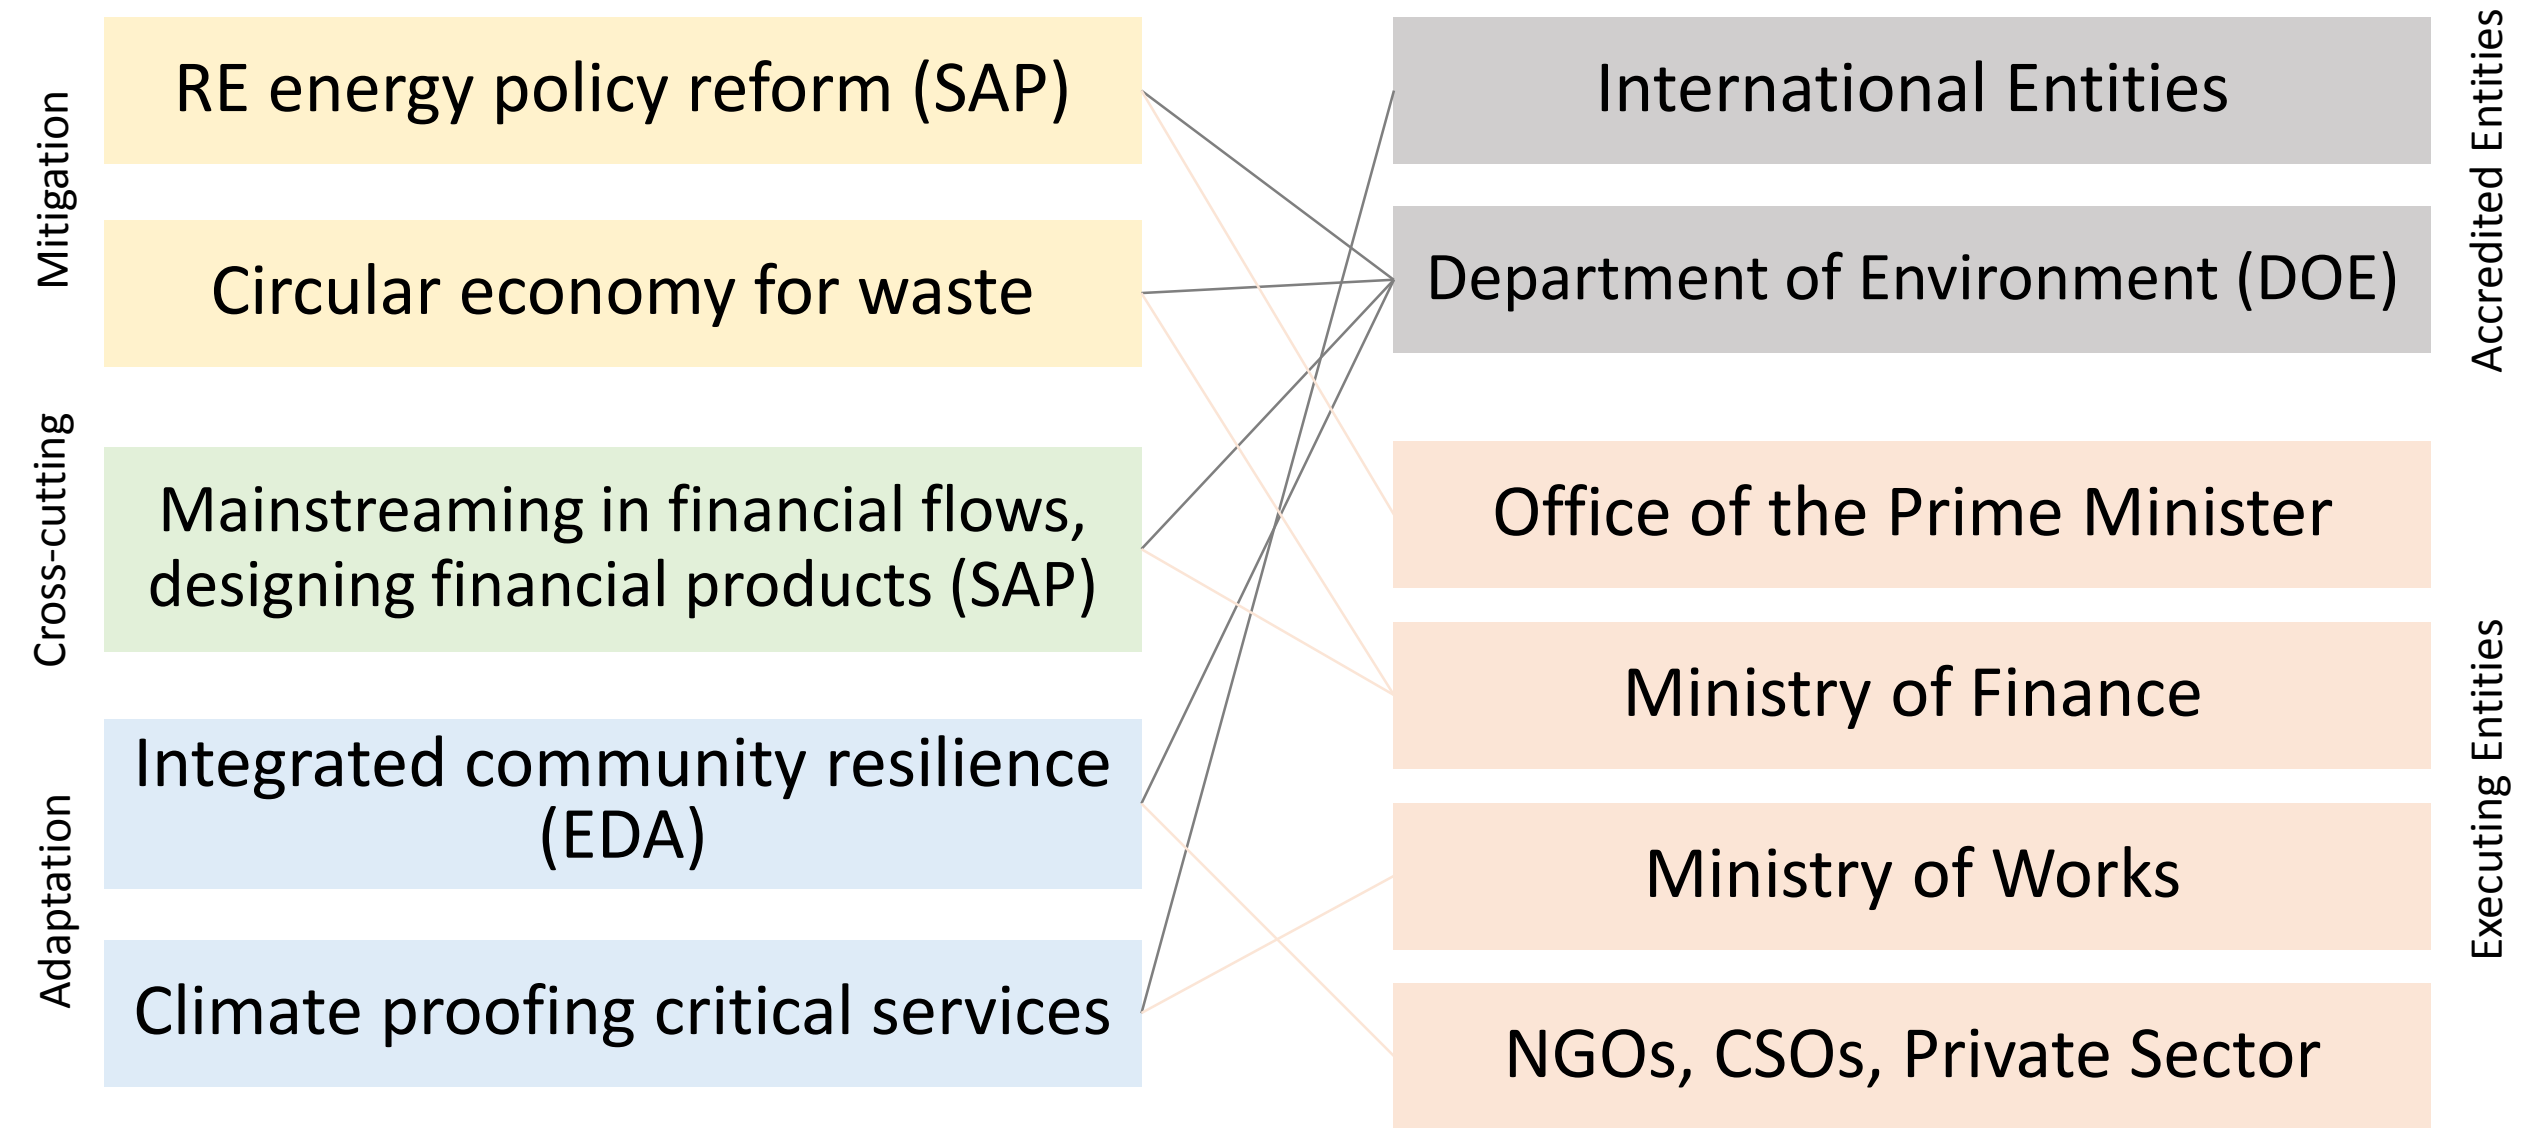 Mitigation
RE energy policy reform (SAP)
Circular economy for waste
Cross-cutting
Mainstreaming in financial flows,
designing financial products (SAP)
Adaptation
Integrated community resilience
(EDA)
Climate proofing critical services
International Entities
Department of Environment (DOE)
Accredited Entities
Office of the Prime Minister
Ministry of Finance
Ministry of Works
NGOs, CSOs, Private Sector
Executing Entities